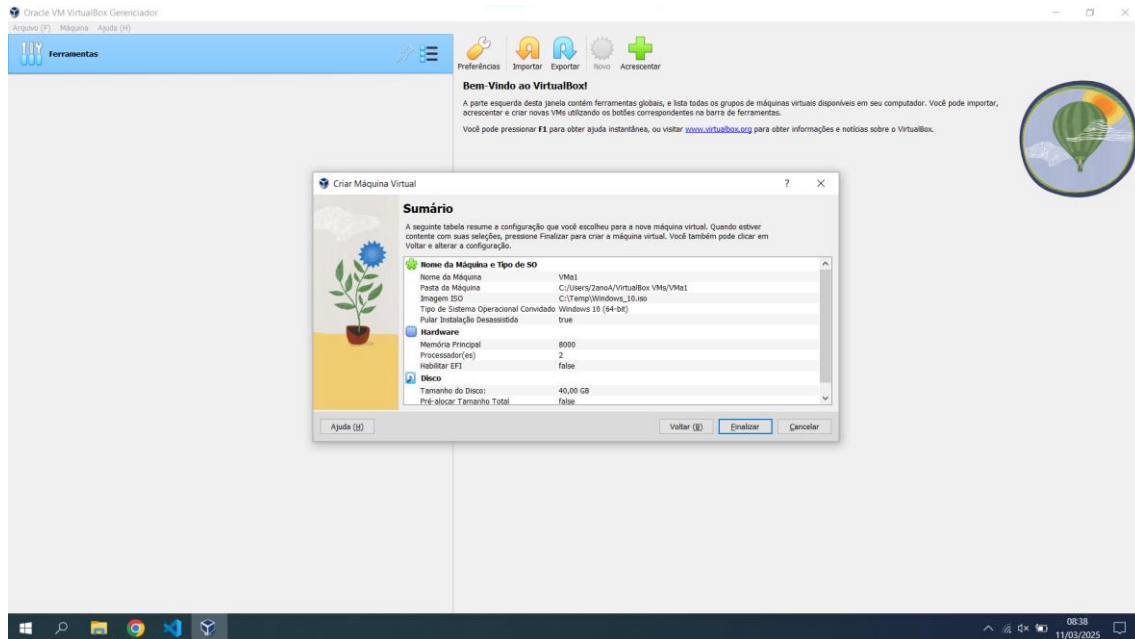 Oracle VM VirtualBox Gerenciador
Arquivo (F) Máquina Ajuda (H)
Ferramentas
Preferências Importar Exportar Novo Acrescentar
Bem-Vindo ao VirtualBox!
A parte esquerda desta janela contém ferramentas globais, e lista todas os grupos de máquinas virtuais disponíveis em seu computador. Você pode importar,
acrescentar e criar novas VMs utilizando os botões correspondentes na barra de ferramentas.
Você pode pressionar F1 para obter ajuda instantânea, ou visitar www.virtualbox.org para obter informações e notícias sobre o VirtualBox.
Criar Máquina Virtual ?
Sumário
A seguinte tabela resume a configuração que você escolheu para a nova máquina virtual. Quando estiver
contente com suas seleções, pressione Finalizar para criar a máquina virtual. Você também pode clicar em
Voltar e alterar a configuração.
Nome da Máquina e Tipo de SO
Nome da Máquina VMa1
Pasta da Máquina C:/Users/2anoA/VirtualBox VMs/VMa1
Imagem ISO C:\Temp\Windows_10.iso
Tipo de Sistema Operacional Convidado Windows 10 (64-bit)
Pular Instalação Desassistida true
Hardware
Memória Principal 8000
Processador(es) 2
Habilitar EFI false
Disco
Tamanho do Disco: 40,00 GB
Pré-alocar Tamanho Total false
Ajuda (H) Voltar (B) Finalizar Cancelar
08:38
11/03/2025